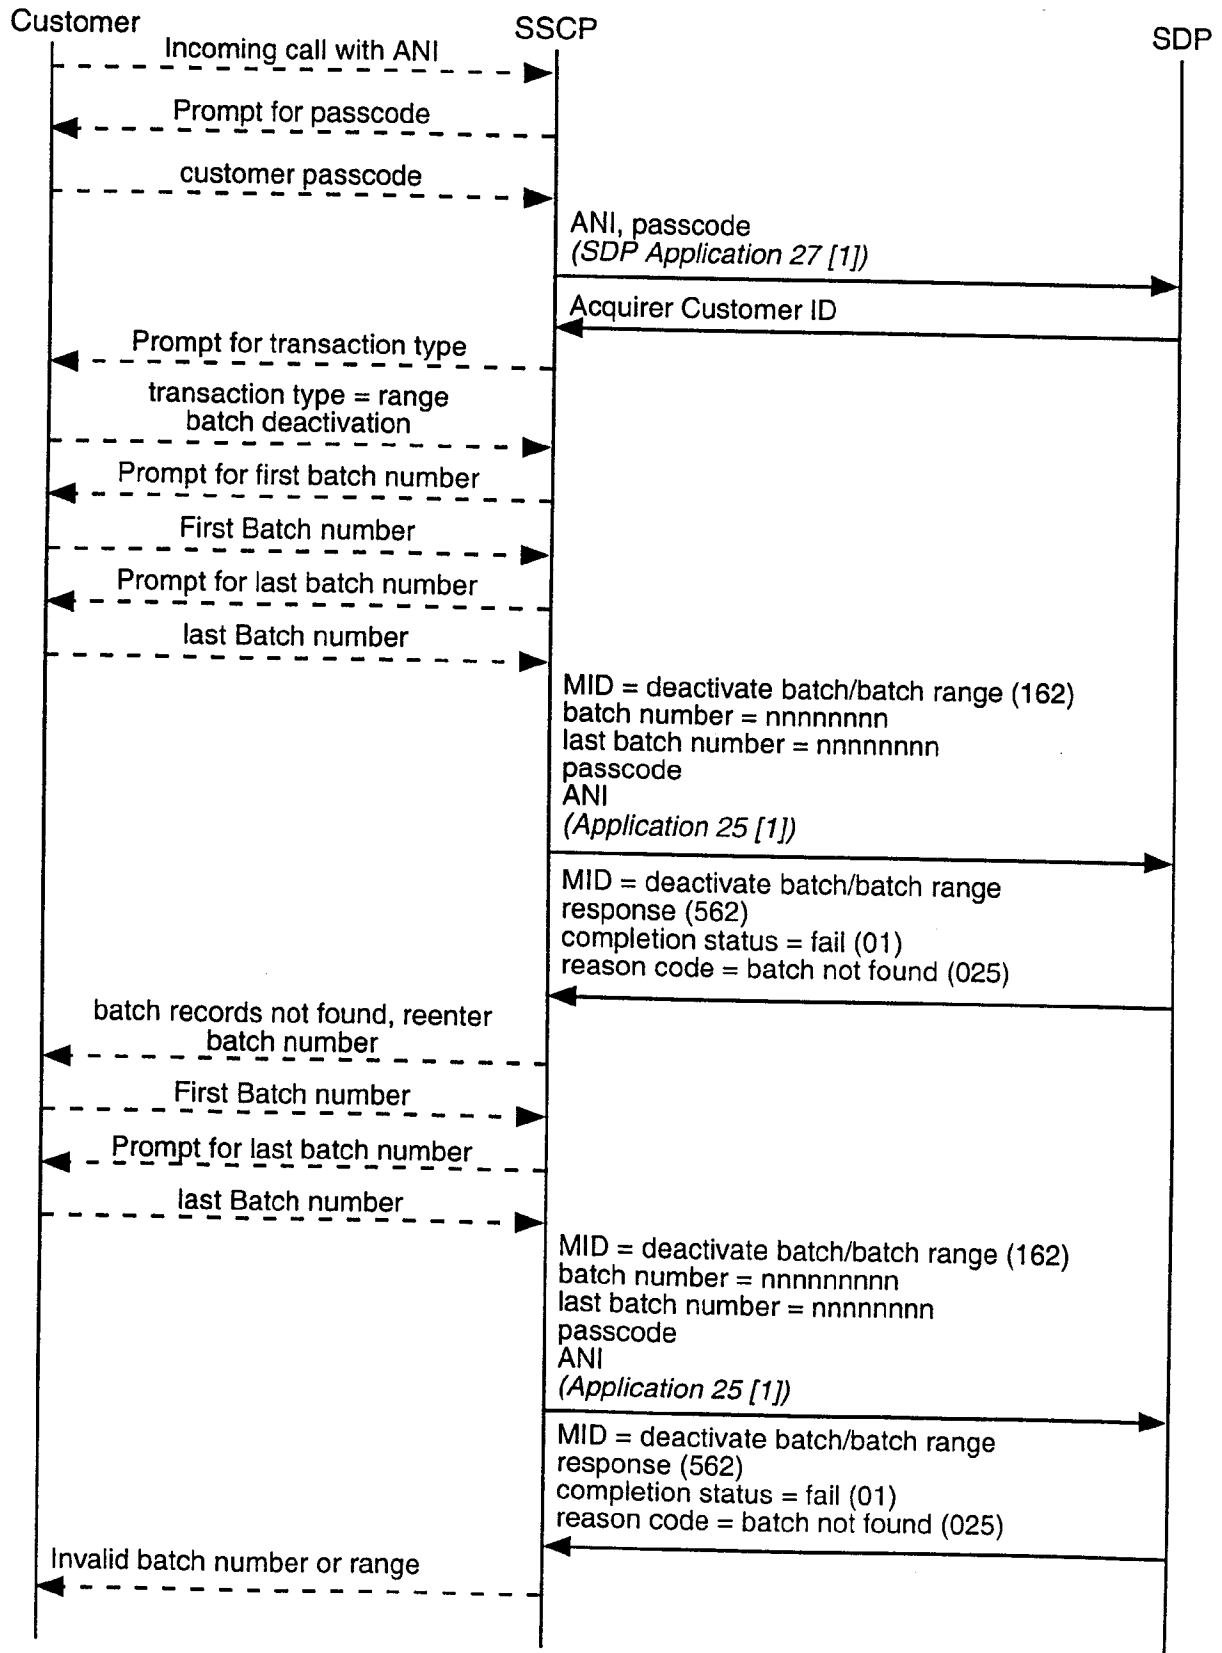 Customer
SSCP
SDP
Incoming call with ANI
Prompt for passcode
customer passcode
ANI, passcode
(SDP Application 27 [1])
Acquirer Customer ID
Prompt for transaction type
transaction type = range
batch deactivation
Prompt for first batch number
First Batch number
Prompt for last batch number
last Batch number
MID = deactivate batch/batch range (162)
batch number = nnnnnnnn
last batch number = nnnnnnnn
passcode
ANI
(Application 25 [1])
MID = deactivate batch/batch range
response (562)
completion status = fail (01)
reason code = batch not found (025)
batch records not found, reenter
batch number
First Batch number
Prompt for last batch number
last Batch number
MID = deactivate batch/batch range (162)
batch number = nnnnnnnnn
last batch number = nnnnnnnn
passcode
ANI
(Application 25 [1])
MID = deactivate batch/batch range
response (562)
completion status = fail (01)
reason code = batch not found (025)
Invalid batch number or range